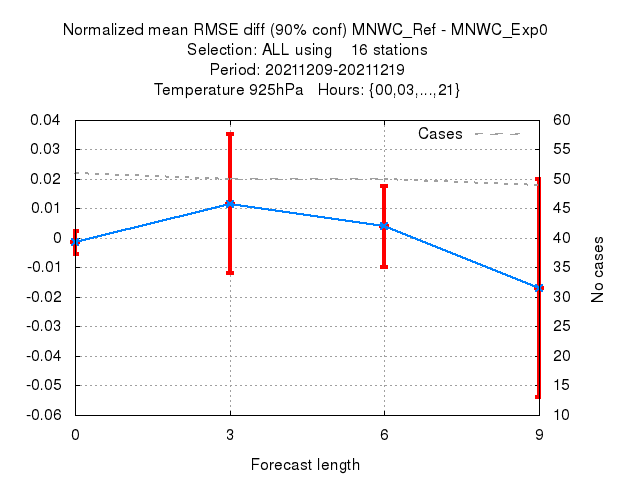 Normalized mean RMSE diff (90% conf) MNWC_Ref - MNWC_Exp0
Selection: ALL using    16 stations
Period: 20211209-20211219
Temperature 925hPa   Hours: {00,03,...,21}
Cases
0.04
0.03
0.02
0.01
0
-0.01
-0.02
-0.03
-0.04
-0.05
-0.06
60
55
50
45
40
35
30
25
20
15
10
No cases
0 3 6 9
Forecast length